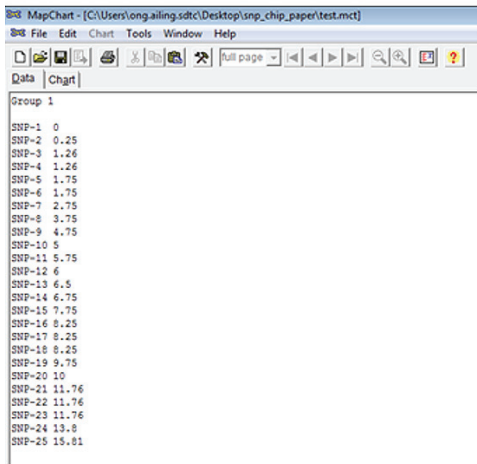 MapChart - [C:\Users\ong.ailing.sdtc\Desktop\snp_chip_paper\test.mct]
File Edit Chart Tools Window Help
full page
Data Chart
Group 1
SNP-1 0
SNP-2 0.25
SNP-3 1.26
SNP-4 1.26
SNP-5 1.75
SNP-6 1.75
SNP-7 2.75
SNP-8 3.75
SNP-9 4.75
SNP-10 5
SNP-11 5.75
SNP-12 6
SNP-13 6.5
SNP-14 6.75
SNP-15 7.75
SNP-16 8.25
SNP-17 8.25
SNP-18 8.25
SNP-19 9.75
SNP-20 10
SNP-21 11.76
SNP-22 11.76
SNP-23 11.76
SNP-24 13.8
SNP-25 15.81